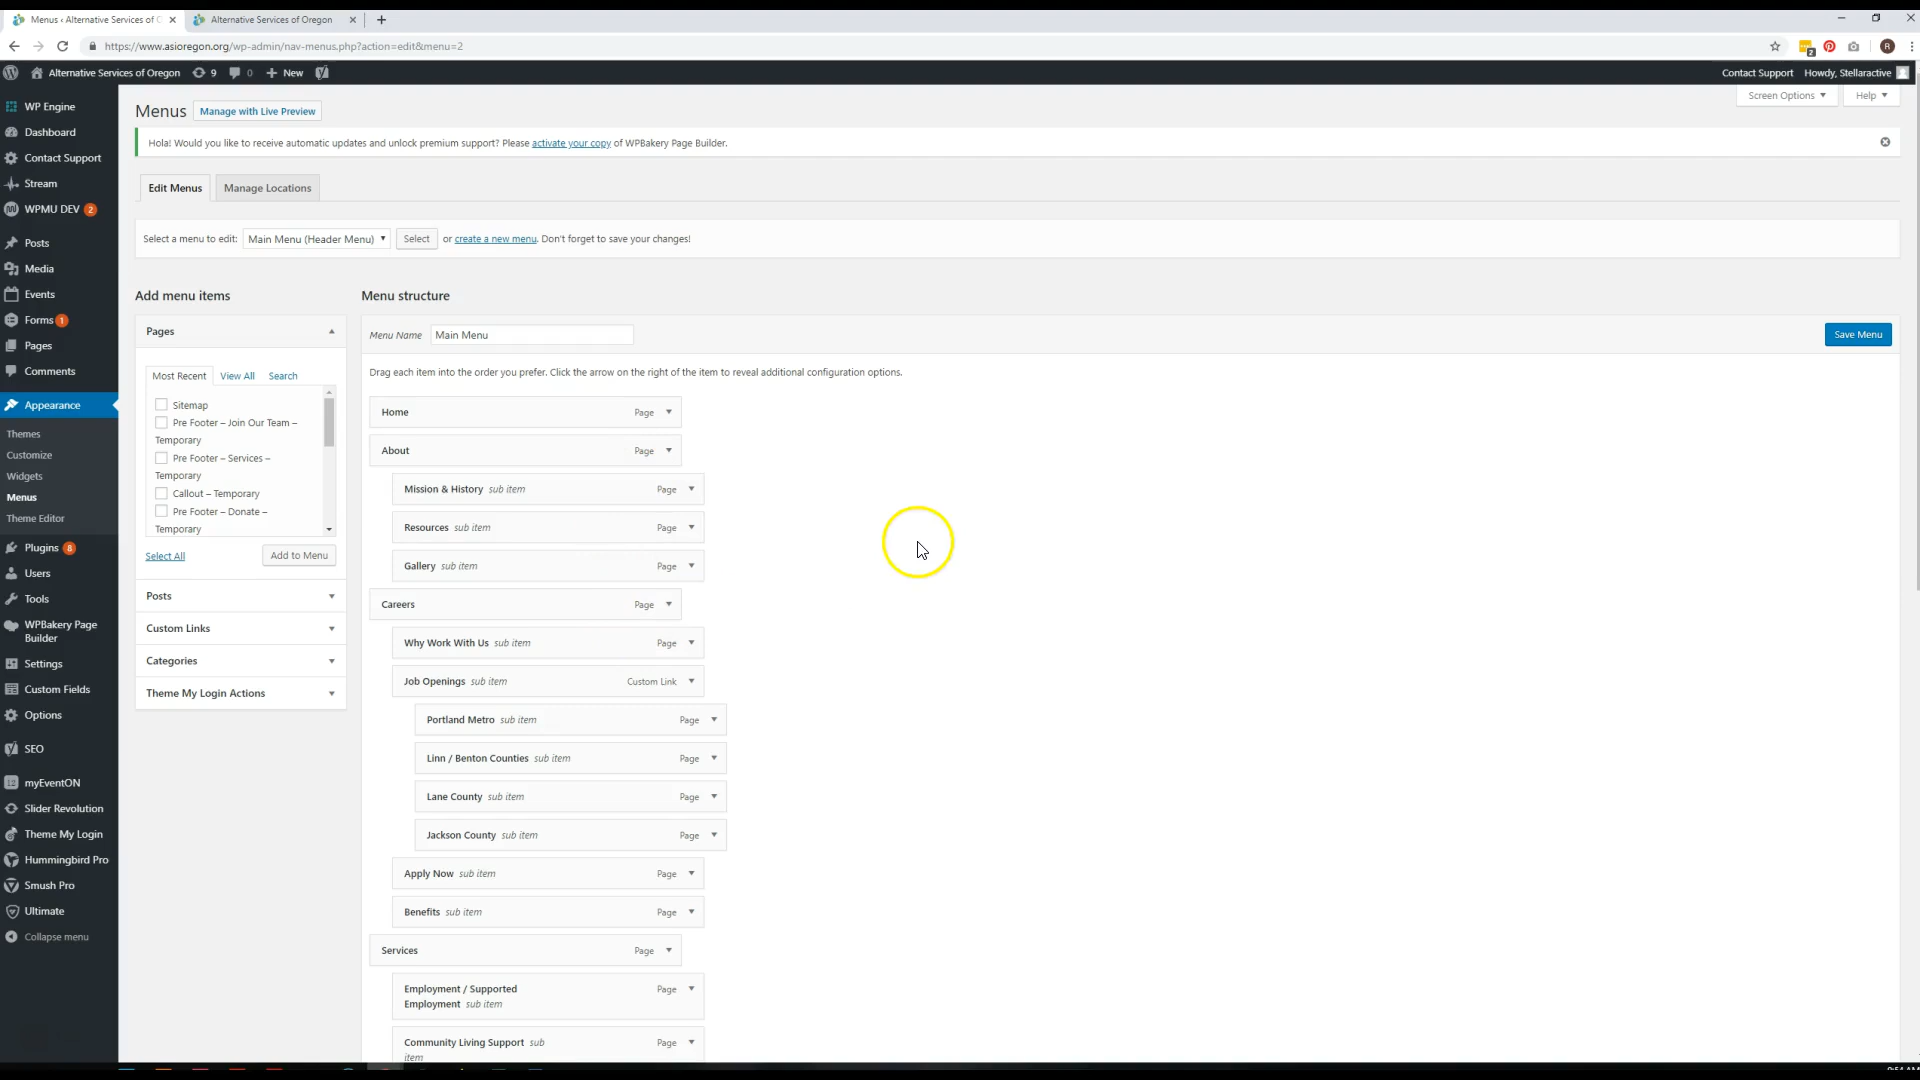 Menus ‹ Alternative Services of O
Alternative Services of Oregon
https://www.asioregon.org/wp-admin/nav-menus.php?action=edit&menu=2
2
R
Alternative Services of Oregon 9 0 New
Contact Support Howdy, Stellaractive
WP Engine
Dashboard
Contact Support
Stream
WPMU DEV 2
Posts
Media
Events
Forms 1
Pages
Comments
Appearance
Themes
Customize
Widgets
Menus
Theme Editor
Plugins 8
Users
Tools
WPBakery Page
Builder
Settings
Custom Fields
Options
SEO
myEventON
Slider Revolution
Theme My Login
Hummingbird Pro
Smush Pro
Ultimate
Collapse menu
Menus Manage with Live Preview
Screen Options Help
Hola! Would you like to receive automatic updates and unlock premium support? Please activate your copy of WPBakery Page Builder.
Edit Menus Manage Locations
Select a menu to edit: Main Menu (Header Menu) Select or create a new menu. Don't forget to save your changes!
Add menu items
Pages
Most Recent View All Search
Sitemap
Pre Footer – Join Our Team –
Temporary
Pre Footer – Services –
Temporary
Callout – Temporary
Pre Footer – Donate –
Temporary
Select All Add to Menu
Posts
Custom Links
Categories
Theme My Login Actions
Menu structure
Menu Name Main Menu Save Menu
Drag each item into the order you prefer. Click the arrow on the right of the item to reveal additional configuration options.
Home Page
About Page
Mission & History sub item Page
Resources sub item Page
Gallery sub item Page
Careers Page
Why Work With Us sub item Page
Job Openings sub item Custom Link
Portland Metro sub item Page
Linn / Benton Counties sub item Page
Lane County sub item Page
Jackson County sub item Page
Apply Now sub item Page
Benefits sub item Page
Services Page
Employment / Supported Page
Employment sub item
Community Living Support sub Page
item